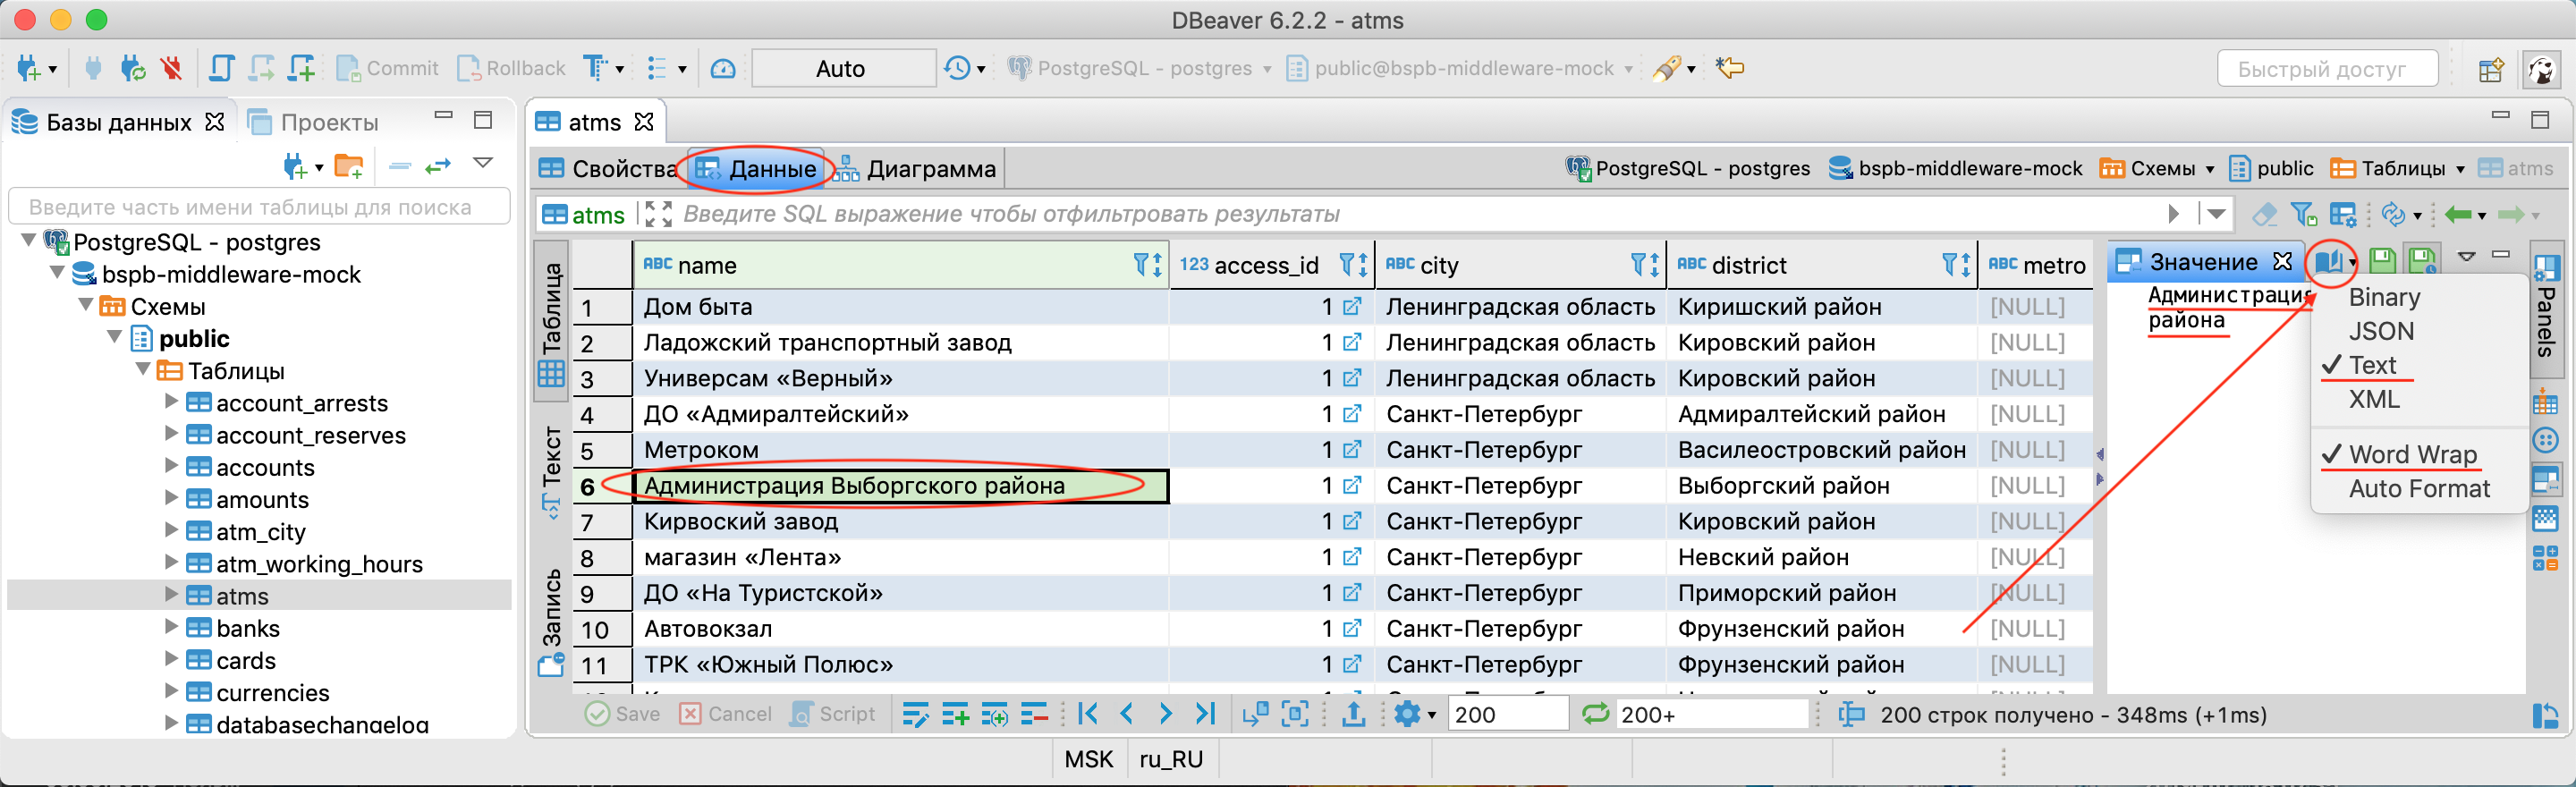 DBeaver 6.2.2 - atms
Commit Rollback Auto PostgreSQL - postgres public@bspb-middleware-mock Быстрый доступ
Базы данных Проекты
Введите часть имени таблицы для поиска
PostgreSQL - postgres
bspb-middleware-mock
Схемы
public
Таблицы
account_arrests
account_reserves
accounts
amounts
atm_city
atm_working_hours
atms
banks
cards
currencies
databasechangelog
atms
Свойства Данные Диаграмма PostgreSQL - postgres bspb-middleware-mock Схемы public Таблицы atms
atms Введите SQL выражение чтобы отфильтровать результаты
Таблица
Текст
Запись
ABC name 123 access_id ABC city ABC district ABC metro
1 Дом быта 1 Ленинградская область Киришский район [NULL]
2 Ладожский транспортный завод 1 Ленинградская область Кировский район [NULL]
3 Универсам «Верный» 1 Ленинградская область Кировский район [NULL]
4 ДО «Адмиралтейский» 1 Санкт-Петербург Адмиралтейский район [NULL]
5 Метроком 1 Санкт-Петербург Василеостровский район [NULL]
6 Администрация Выборгского района 1 Санкт-Петербург Выборгский район [NULL]
7 Кирвоский завод 1 Санкт-Петербург Кировский район [NULL]
8 магазин «Лента» 1 Санкт-Петербург Невский район [NULL]
9 ДО «На Туристской» 1 Санкт-Петербург Приморский район [NULL]
10 Автовокзал 1 Санкт-Петербург Фрунзенский район [NULL]
11 ТРК «Южный Полюс» 1 Санкт-Петербург Фрунзенский район [NULL]
Значение
Администрация
района
Binary
JSON
Text
XML
Word Wrap
Auto Format
Panels
Save Cancel Script 200 200+ 200 строк получено - 348ms (+1ms)
MSK ru_RU